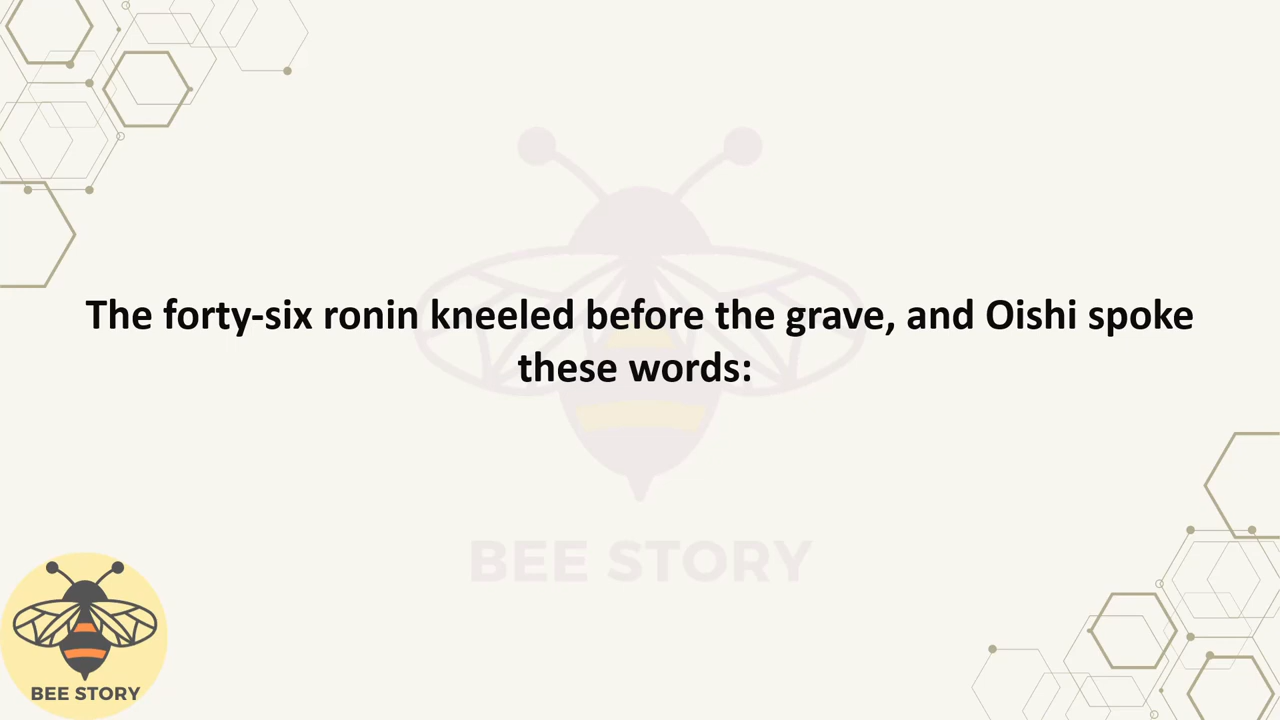 The forty-six ronin kneeled before the grave, and Oishi spoke
these words:
BEE STORY
BEE STORY